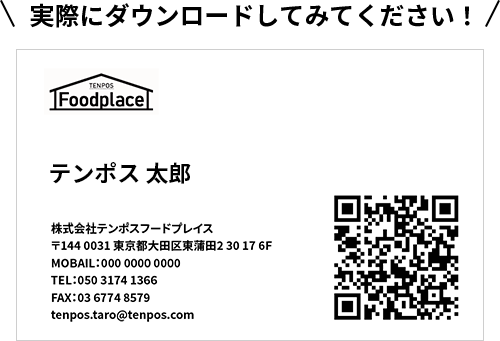 \ 実際にダウンロードしてみてください！ /
TENPOS
Foodplace
テンポス 太郎
株式会社テンポスフードプレイス
〒144 0031 東京都大田区東蒲田2 30 17 6F
MOBAIL:000 0000 0000
TEL:050 3174 1366
FAX:03 6774 8579
tenpos.taro@tenpos.com